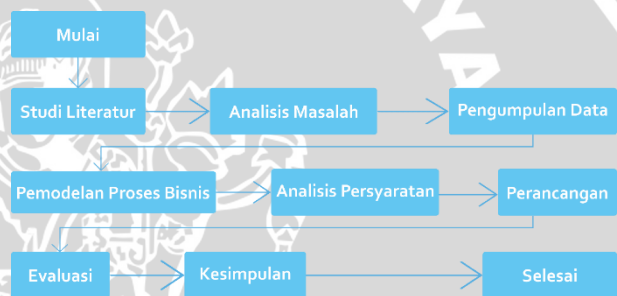 Mulai
Studi Literatur
Analisis Masalah
Pengumpulan Data
Pemodelan Proses Bisnis
Analisis Persyaratan
Perancangan
Evaluasi
Kesimpulan
Selesai